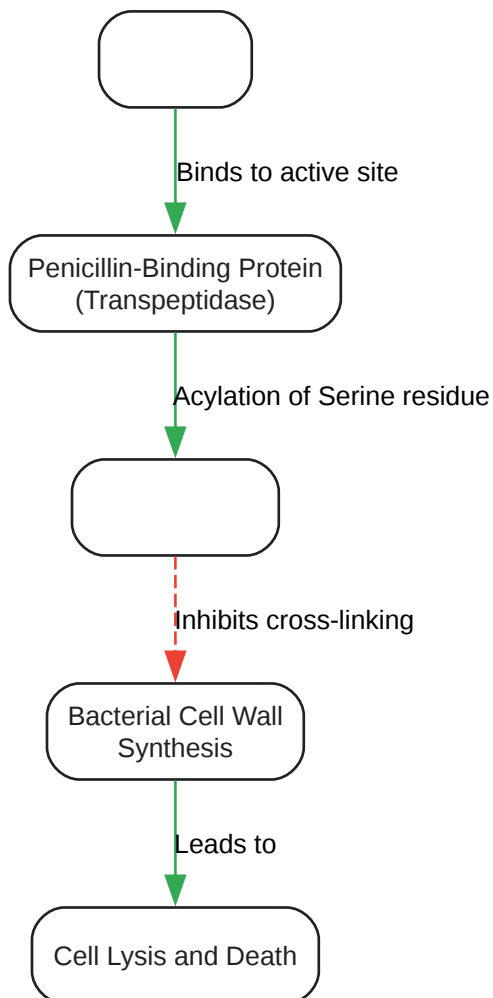 Binds to active site
Penicillin-Binding Protein
(Transpeptidase)
Acylation of Serine residue
Inhibits cross-linking
Bacterial Cell Wall
Synthesis
Leads to
Cell Lysis and Death